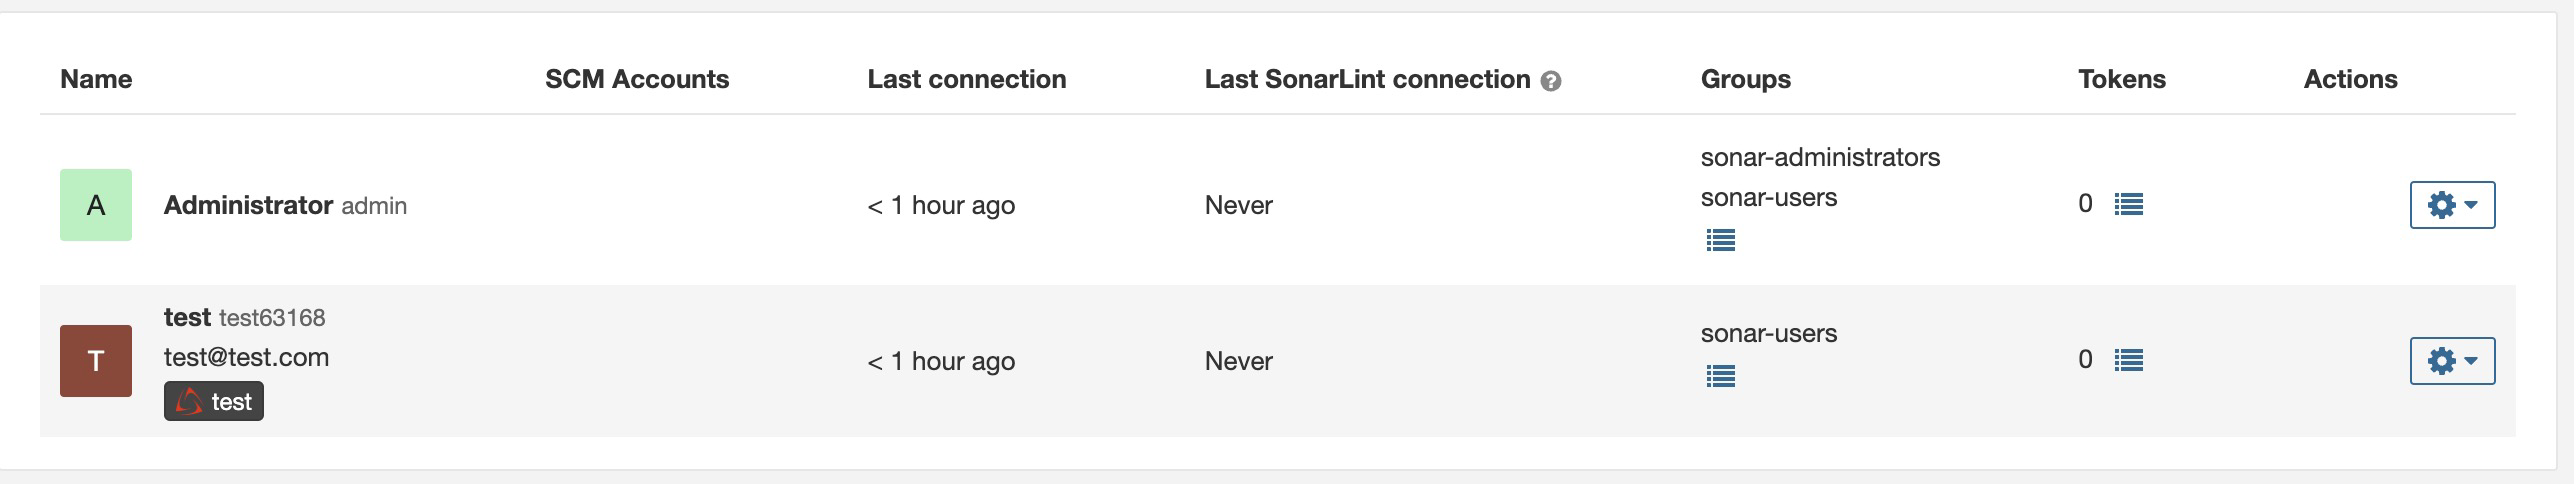 Name SCM Accounts Last connection Last SonarLint connection ? Groups Tokens Actions
sonar-administrators
A Administrator admin < 1 hour ago Never sonar-users 0
test test63168
T test@test.com < 1 hour ago Never sonar-users 0
test